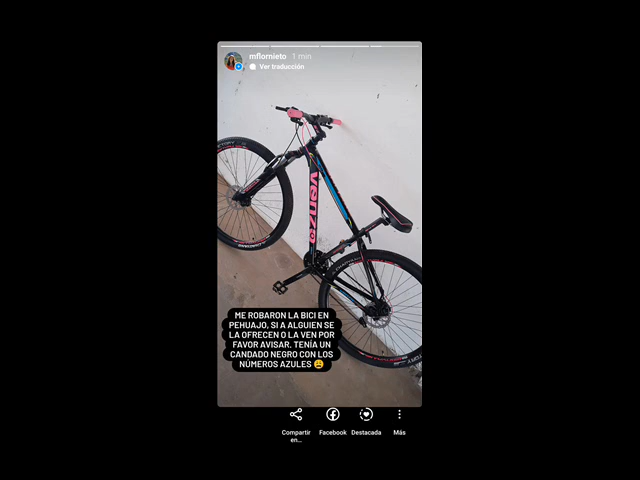 mflornieto 1 min
Ver traducción
venzo
ME ROBARON LA BICI EN
PEHUAJO, SI A ALGUIEN SE
LA OFRECEN O LA VEN POR
FAVOR AVISAR. TENÍA UN
CANDADO NEGRO CON LOS
NÚMEROS AZULES 😩
Compartir
en...
Facebook
Destacada
Más